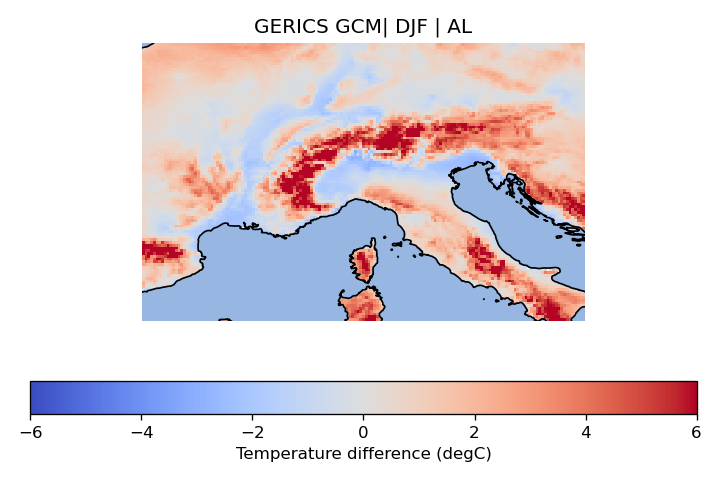 GERICS GCM| DJF | AL
−6 −4 −2 0 2 4 6
Temperature difference (degC)